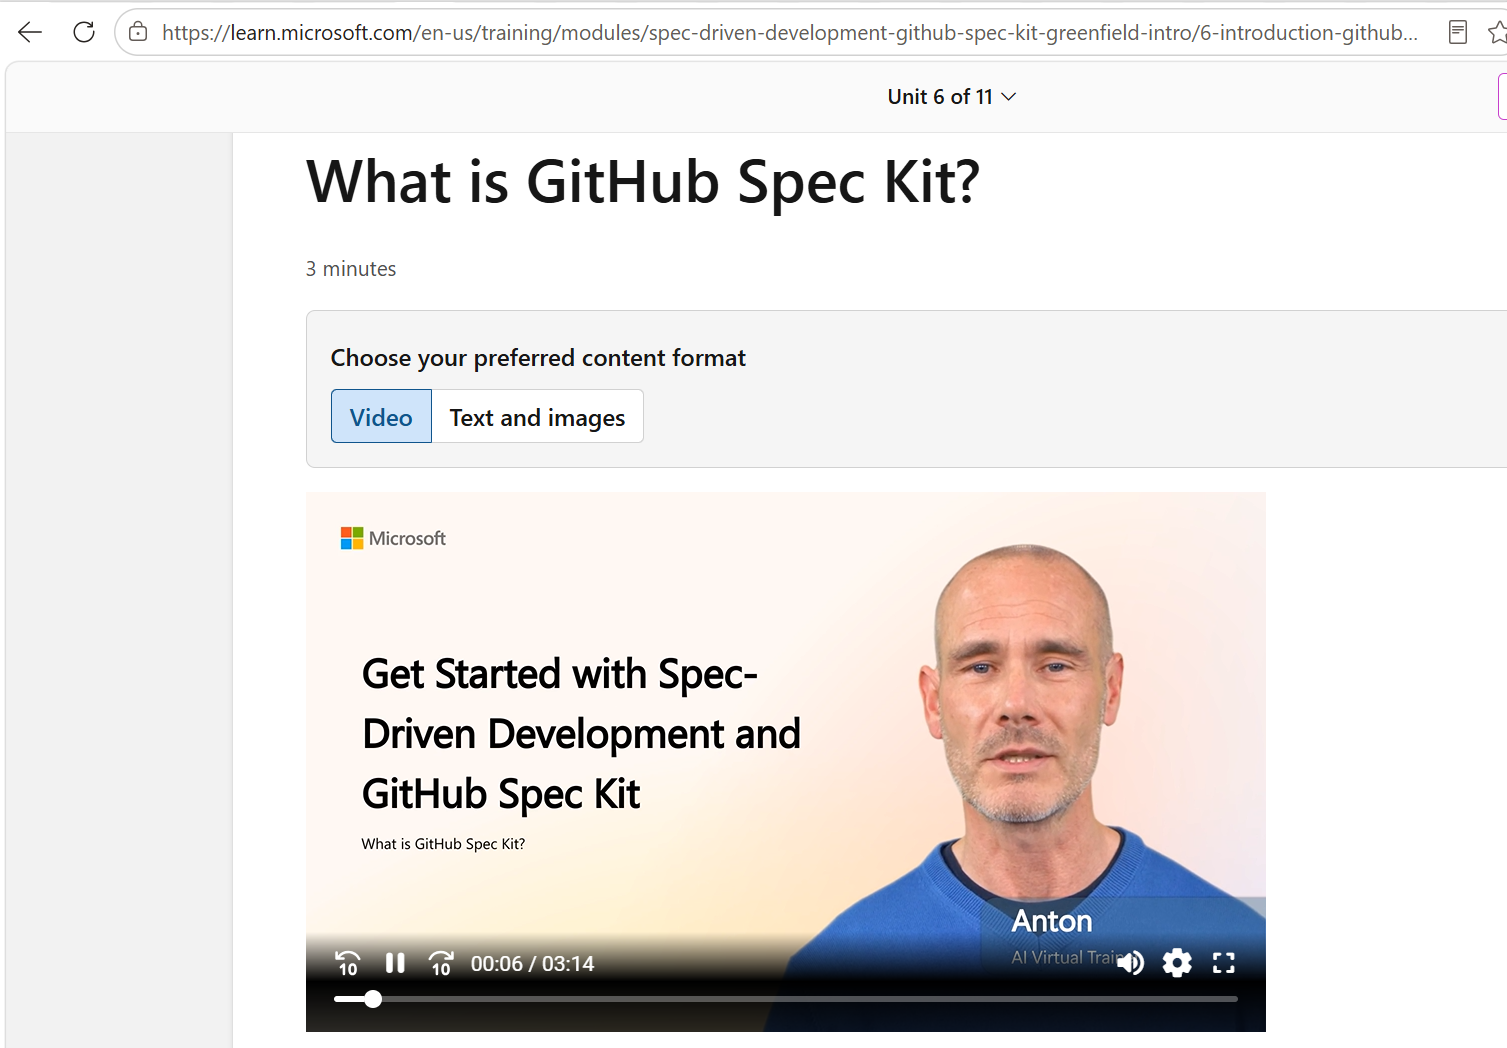 https://learn.microsoft.com/en-us/training/modules/spec-driven-development-github-spec-kit-greenfield-intro/6-introduction-github...
Unit 6 of 11
What is GitHub Spec Kit?
3 minutes
Choose your preferred content format
Video
Text and images
Microsoft
Get Started with Spec-
Driven Development and
GitHub Spec Kit
What is GitHub Spec Kit?
Anton
AI Virtual
10
10
00:06 / 03:14